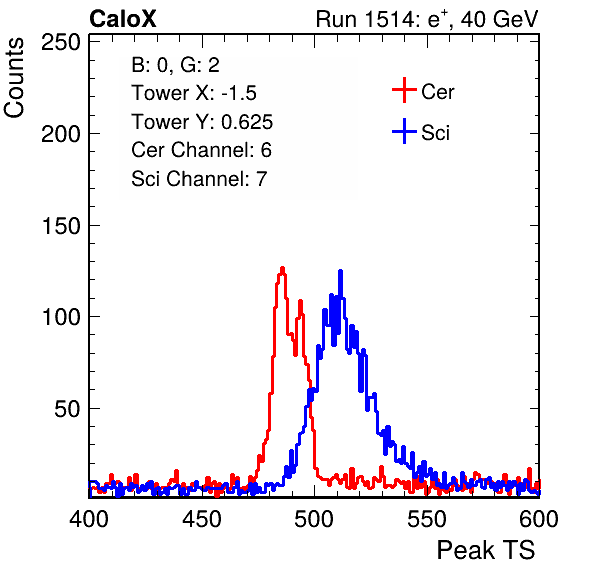 CaloX Run 1514: e⁺, 40 GeV
Counts
B: 0, G: 2
Tower X: -1.5
Tower Y: 0.625
Cer Channel: 6
Sci Channel: 7
Cer
Sci
250
200
150
100
50
400 450 500 550 600
Peak TS